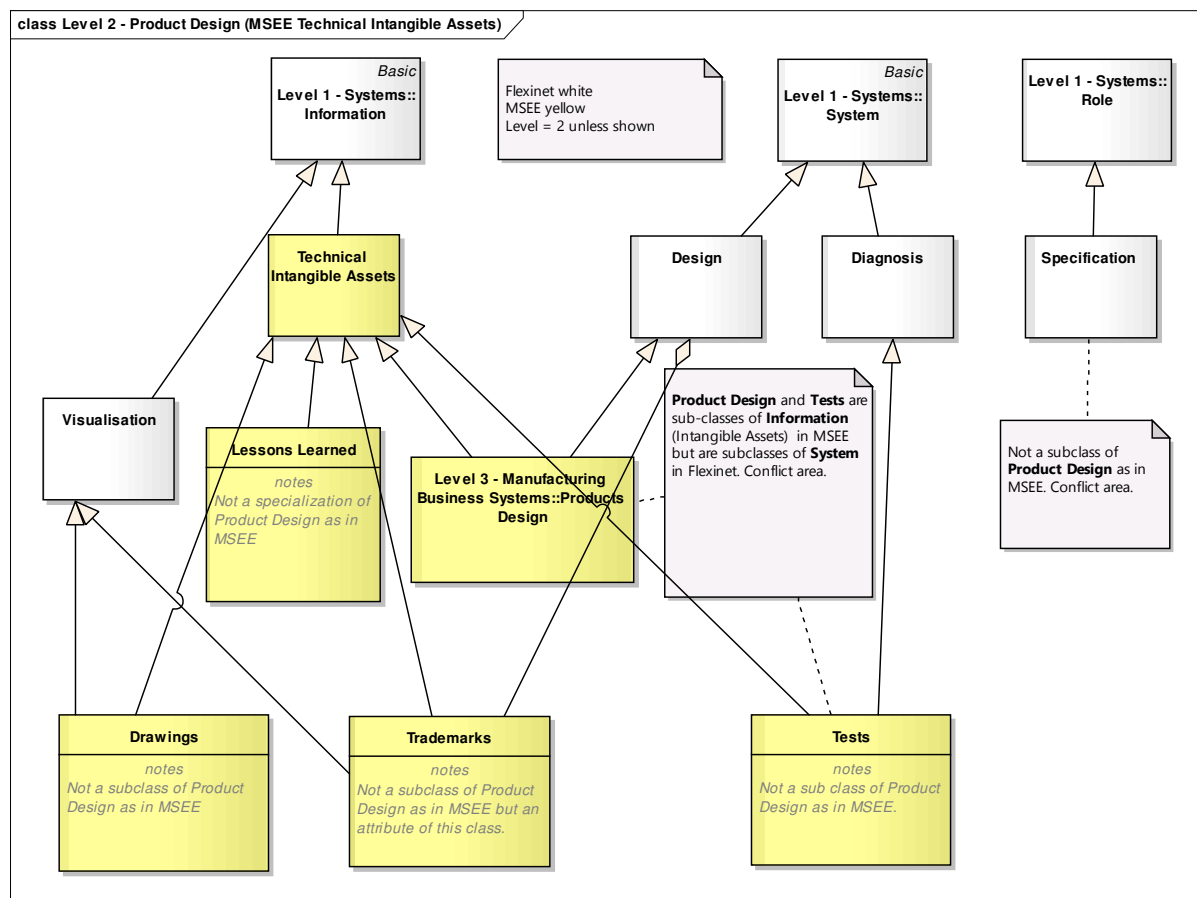 class Level 2 - Product Design (MSEE Technical Intangible Assets)
Basic
Level 1 - Systems::
Information
Flexinet white
MSEE yellow
Level = 2 unless shown
Basic
Level 1 - Systems::
System
Level 1 - Systems::
Role
Technical
Intangible Assets
Design
Diagnosis
Specification
Visualisation
Lessons Learned
notes
Not a specialization of
Product Design as in
MSEE
Level 3 - Manufacturing
Business Systems::Products
Design
Product Design and Tests are
sub-classes of Information
(Intangible Assets) in MSEE
but are subclasses of System
in Flexinet. Conflict area.
Not a subclass of
Product Design as in
MSEE. Conflict area.
Drawings
notes
Not a subclass of Product
Design as in MSEE
Trademarks
notes
Not a subclass of Product
Design as in MSEE but an
attribute of this class.
Tests
notes
Not a sub class of Product
Design as in MSEE.